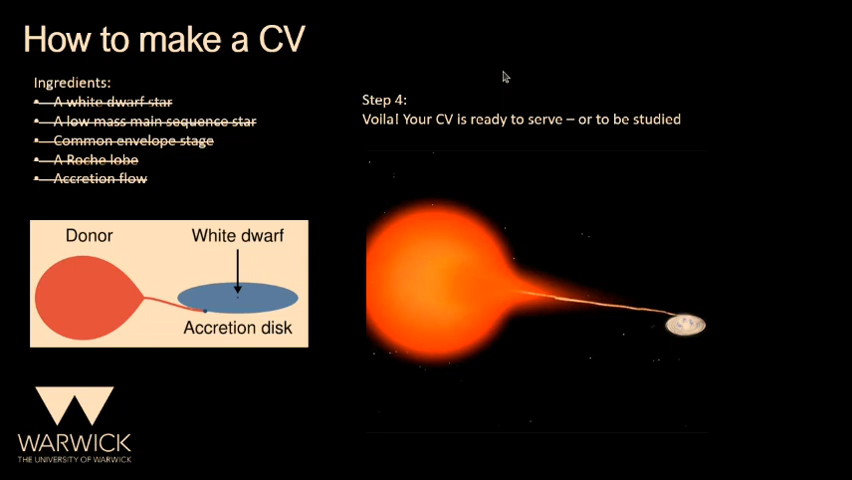 How to make a CV
Ingredients:
• A white dwarf star
• A low mass main sequence star
• Common envelope stage
• A Roche lobe
• Accretion flow
Step 4:
Voila! Your CV is ready to serve – or to be studied
Donor
White dwarf
Accretion disk
WARWICK
THE UNIVERSITY OF WARWICK